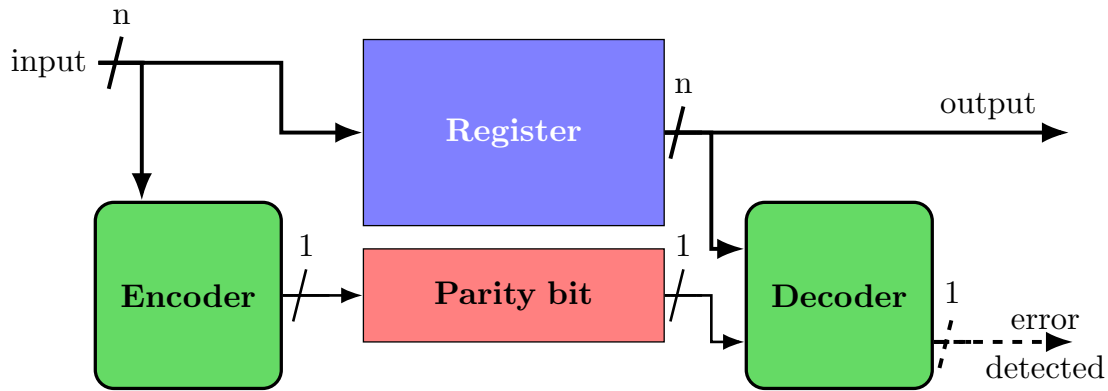 n
input
n
output
Register
1
1
Encoder
Parity bit
Decoder
1
error
detected